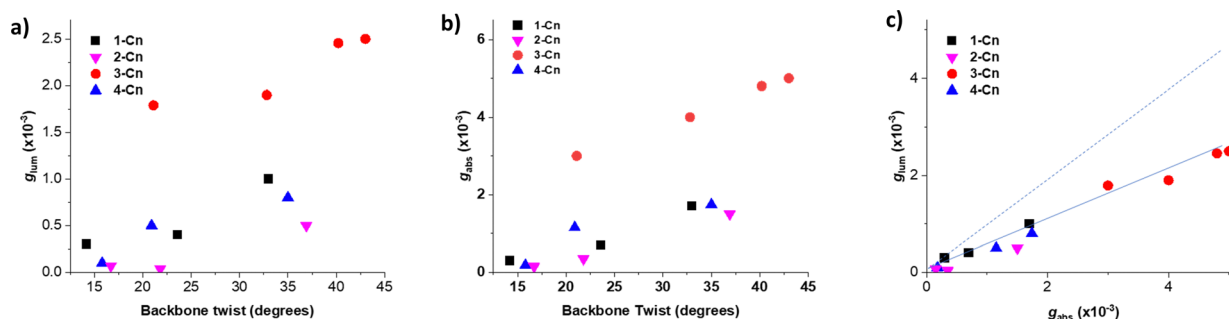 a)
g_lum (x10⁻³)
2.5
2.0
1.5
1.0
0.5
0.0
1-Cn
2-Cn
3-Cn
4-Cn
15 20 25 30 35 40 45
Backbone twist (degrees)
b)
g_abs (x10⁻³)
6
4
2
0
1-Cn
2-Cn
3-Cn
4-Cn
15 20 25 30 35 40 45
Backbone Twist (degrees)
c)
g_lum (x10⁻³)
4
2
0
1-Cn
2-Cn
3-Cn
4-Cn
0 2 4
g_abs (x10⁻³)